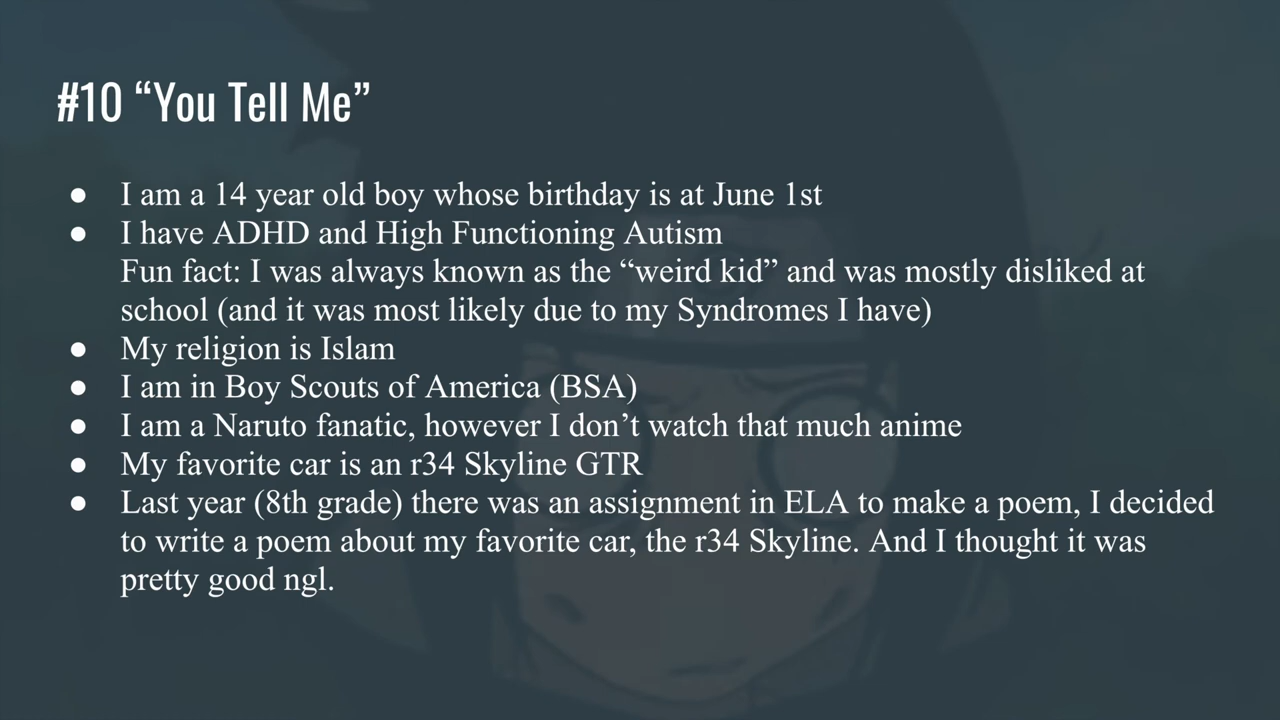 #10 “You Tell Me”
● I am a 14 year old boy whose birthday is at June 1st
● I have ADHD and High Functioning Autism
Fun fact: I was always known as the “weird kid” and was mostly disliked at
school (and it was most likely due to my Syndromes I have)
● My religion is Islam
● I am in Boy Scouts of America (BSA)
● I am a Naruto fanatic, however I don’t watch that much anime
● My favorite car is an r34 Skyline GTR
● Last year (8th grade) there was an assignment in ELA to make a poem, I decided
to write a poem about my favorite car, the r34 Skyline. And I thought it was
pretty good ngl.